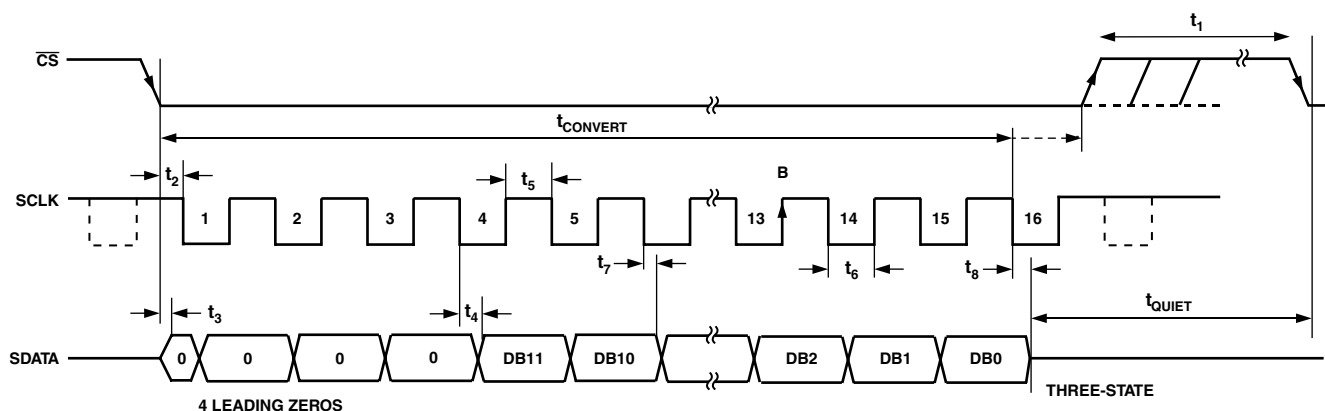 t1
CS
tCONVERT
t2
t5
B
SCLK
1 2 3 4 5 13 14 15 16
t7
t6
t8
t3
t4
tQUIET
SDATA
0 0 0 0 DB11 DB10 DB2 DB1 DB0
4 LEADING ZEROS
THREE-STATE